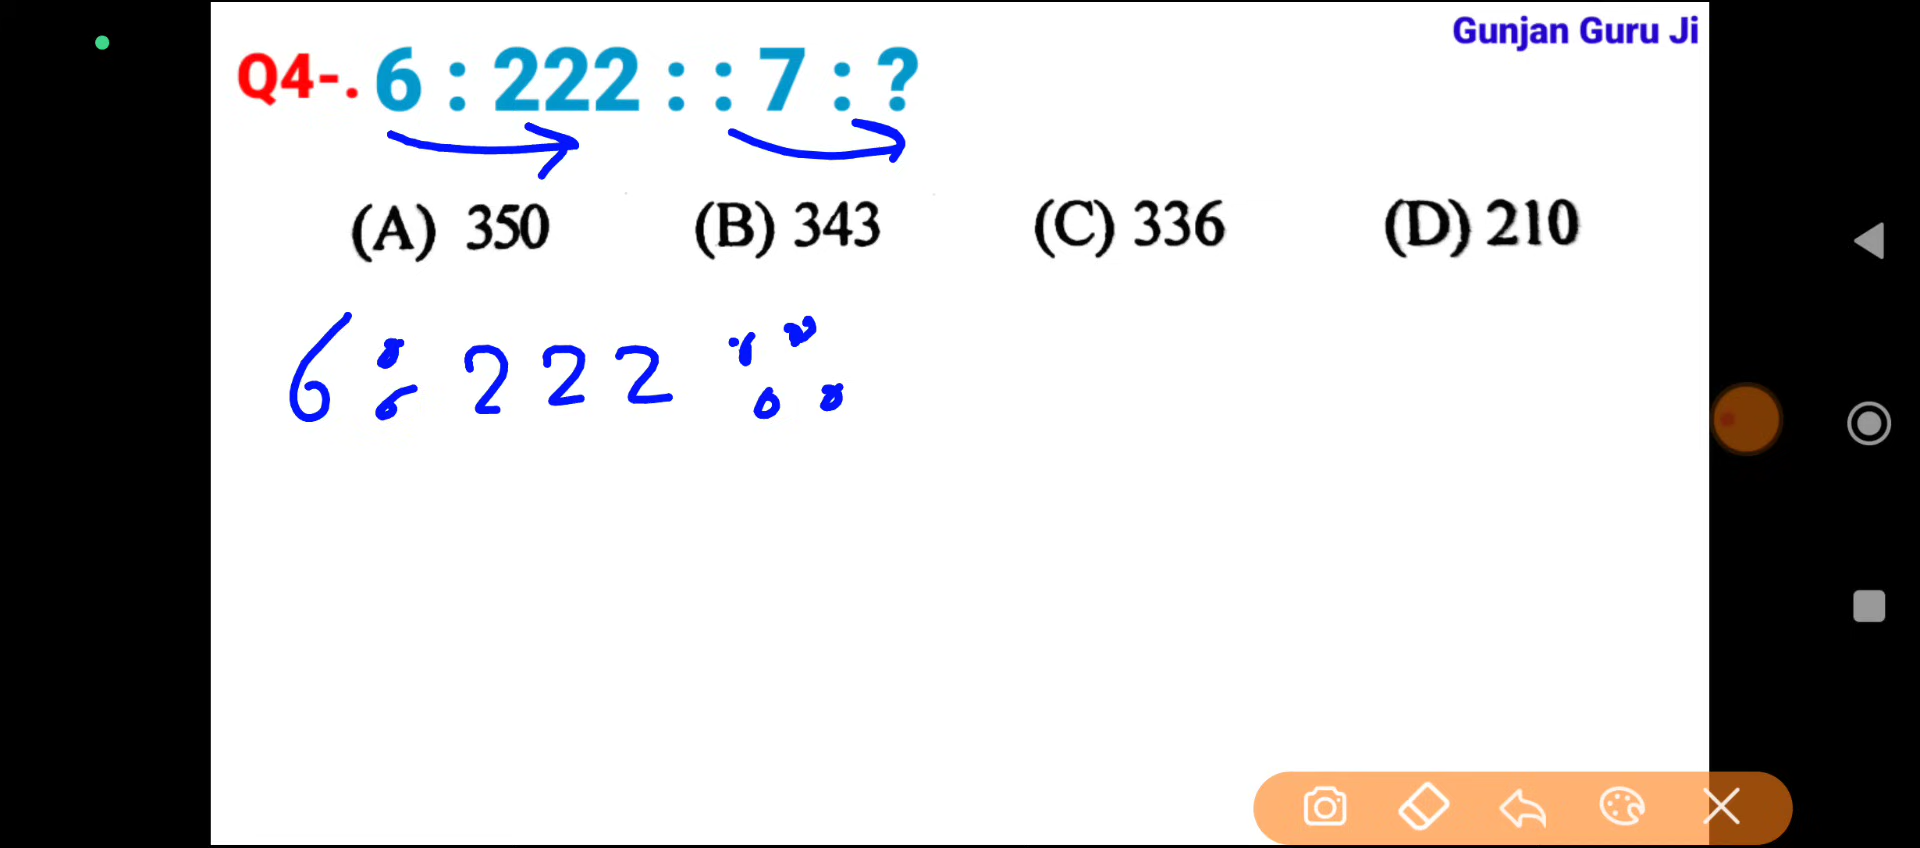 Gunjan Guru Ji
Q4-. 6 : 222 : : 7 : ?
(A) 350 (B) 343 (C) 336 (D) 210
6 : 222 : :